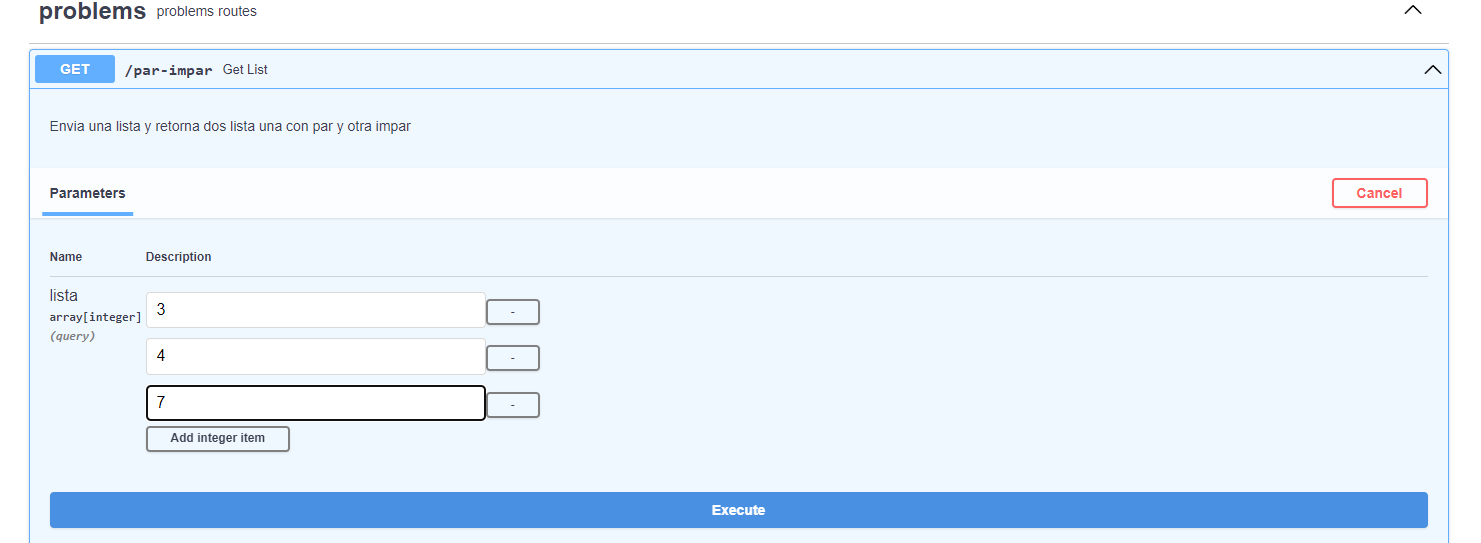 problems problems routes
GET /par-impar Get List
Envia una lista y retorna dos lista una con par y otra impar
Parameters Cancel
Name Description
lista
array[integer]
(query)
3 -
4 -
7 -
Add integer item
Execute